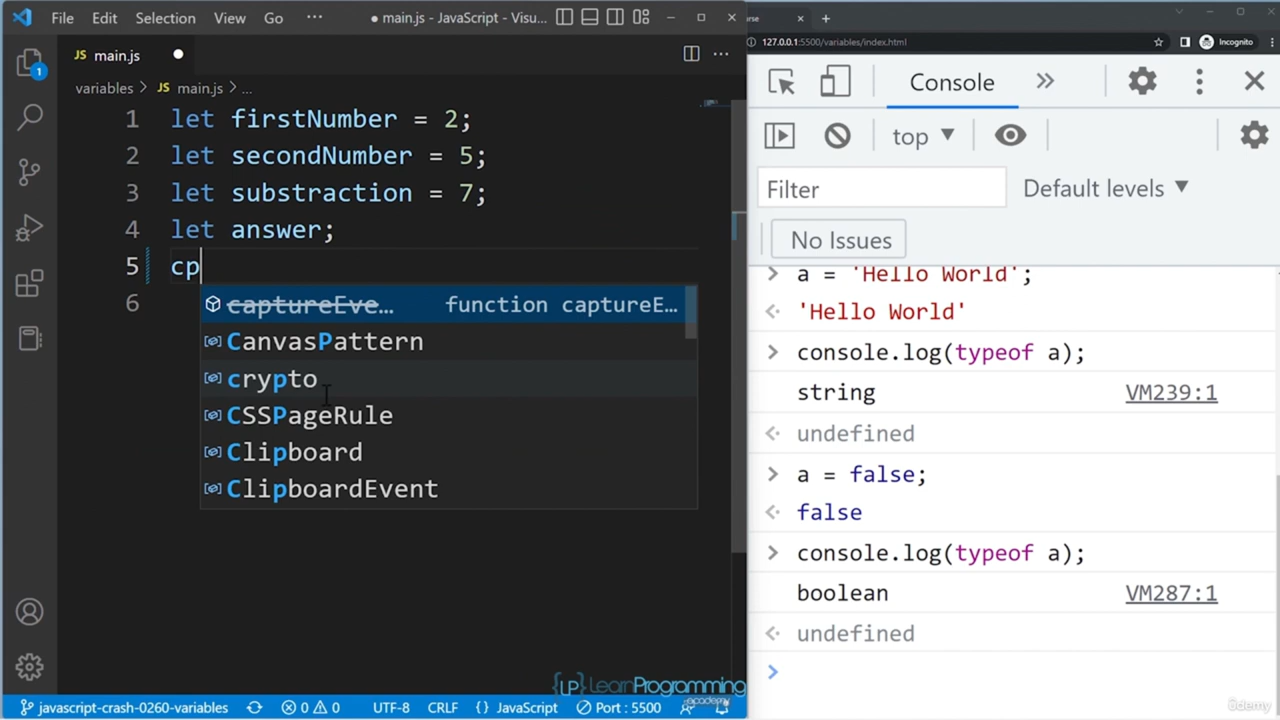 File Edit Selection View Go ··· ● main.js - JavaScript - Visu...
JS main.js ●
variables > JS main.js > ...
1 let firstNumber = 2;
2 let secondNumber = 5;
3 let substraction = 7;
4 let answer;
5 cp
6
captureEve... function captureE...
CanvasPattern
crypto
CSSPageRule
Clipboard
ClipboardEvent
1
javascript-crash-0260-variables 0 0 UTF-8 CRLF {} JavaScript Port : 5500
{LP} LearnProgramming
academy
127.0.0.1:5500/variables/index.html Incognito
Console
top
Filter Default levels
No Issues
a = 'Hello World';
'Hello World'
console.log(typeof a);
string VM239:1
undefined
a = false;
false
console.log(typeof a);
boolean VM287:1
undefined
ûdemy